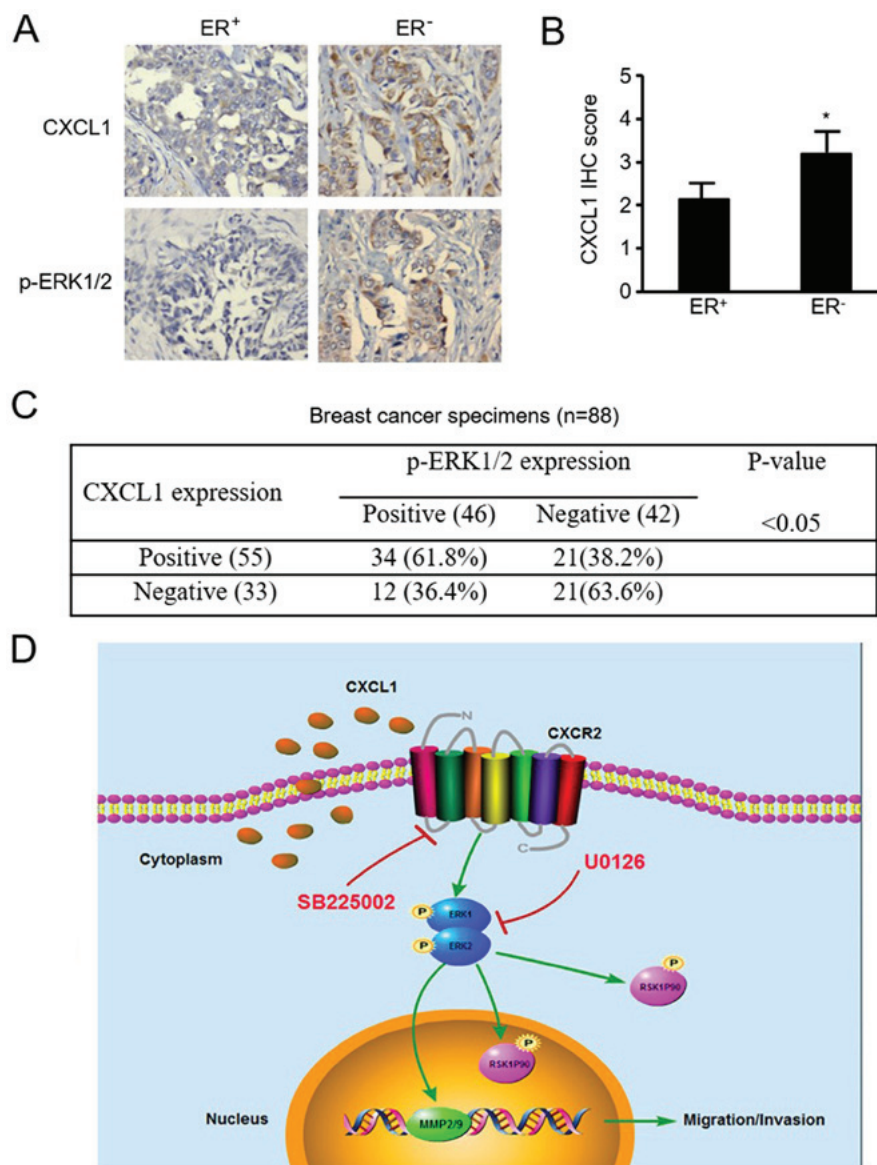 A
ER⁺
ER⁻
CXCL1
p-ERK1/2
B
CXCL1 IHC score
5
4
3
2
1
0
*
ER⁺
ER⁻
C
Breast cancer specimens (n=88)
CXCL1 expression
p-ERK1/2 expression
P-value
Positive (46)
Negative (42)
<0.05
Positive (55)
34 (61.8%)
21(38.2%)
Negative (33)
12 (36.4%)
21(63.6%)
D
CXCL1
N
CXCR2
Cytoplasm
C
U0126
SB225002
P
ERK1
P
ERK2
P
RSK1P90
P
RSK1P90
Nucleus
MMP2/9
Migration/Invasion